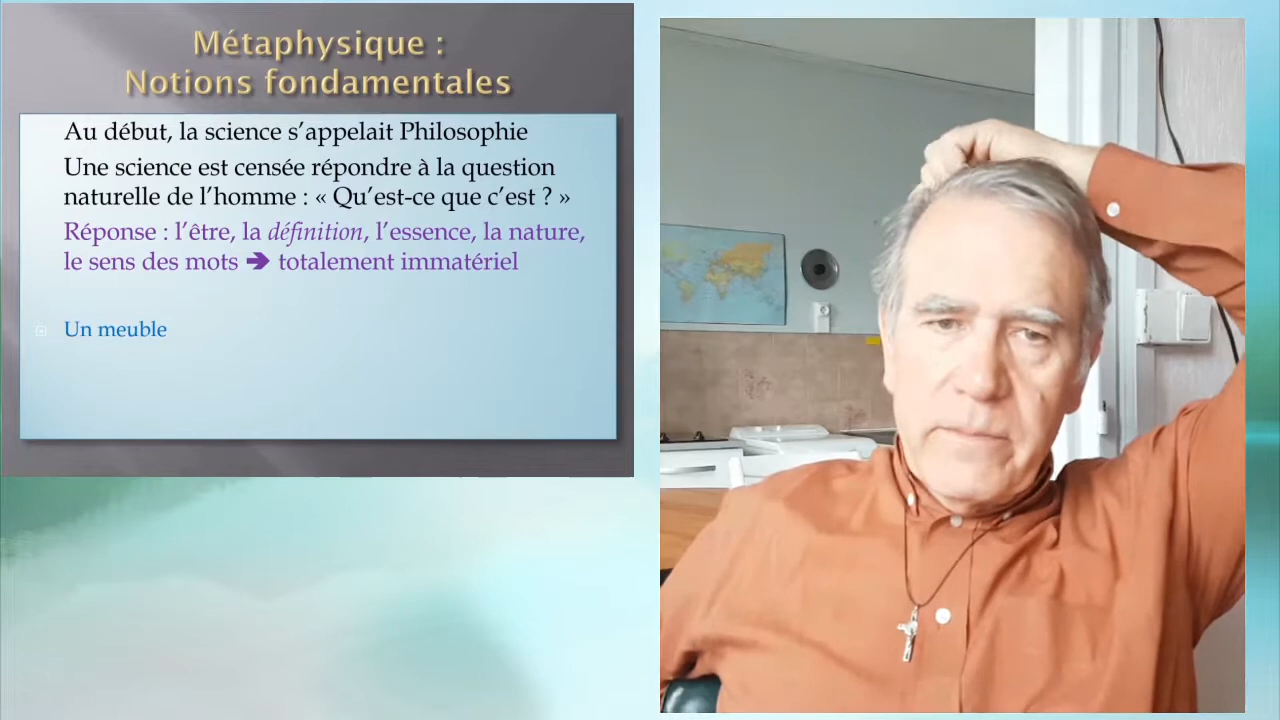 Métaphysique :
Notions fondamentales
Au début, la science s’appelait Philosophie
Une science est censée répondre à la question
naturelle de l’homme : « Qu’est-ce que c’est ? »
Réponse : l’être, la définition, l’essence, la nature,
le sens des mots ➔ totalement immatériel
Un meuble